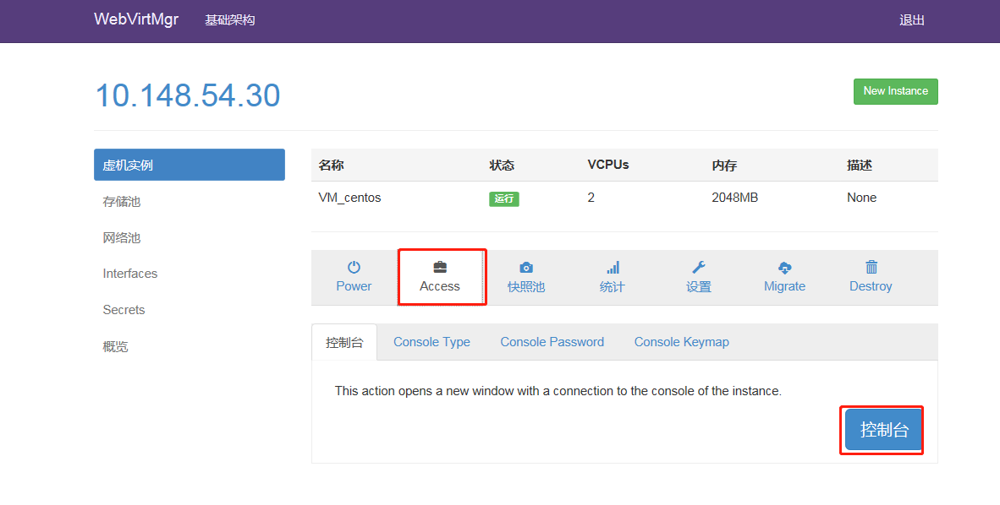 WebVirtMgr 基础架构 退出
10.148.54.30 New Instance
虚机实例
存储池
网络池
Interfaces
Secrets
概览
名称 状态 VCPUs 内存 描述
VM_centos 运行 2 2048MB None
Power Access 快照池 统计 设置 Migrate Destroy
控制台 Console Type Console Password Console Keymap
This action opens a new window with a connection to the console of the instance.
控制台